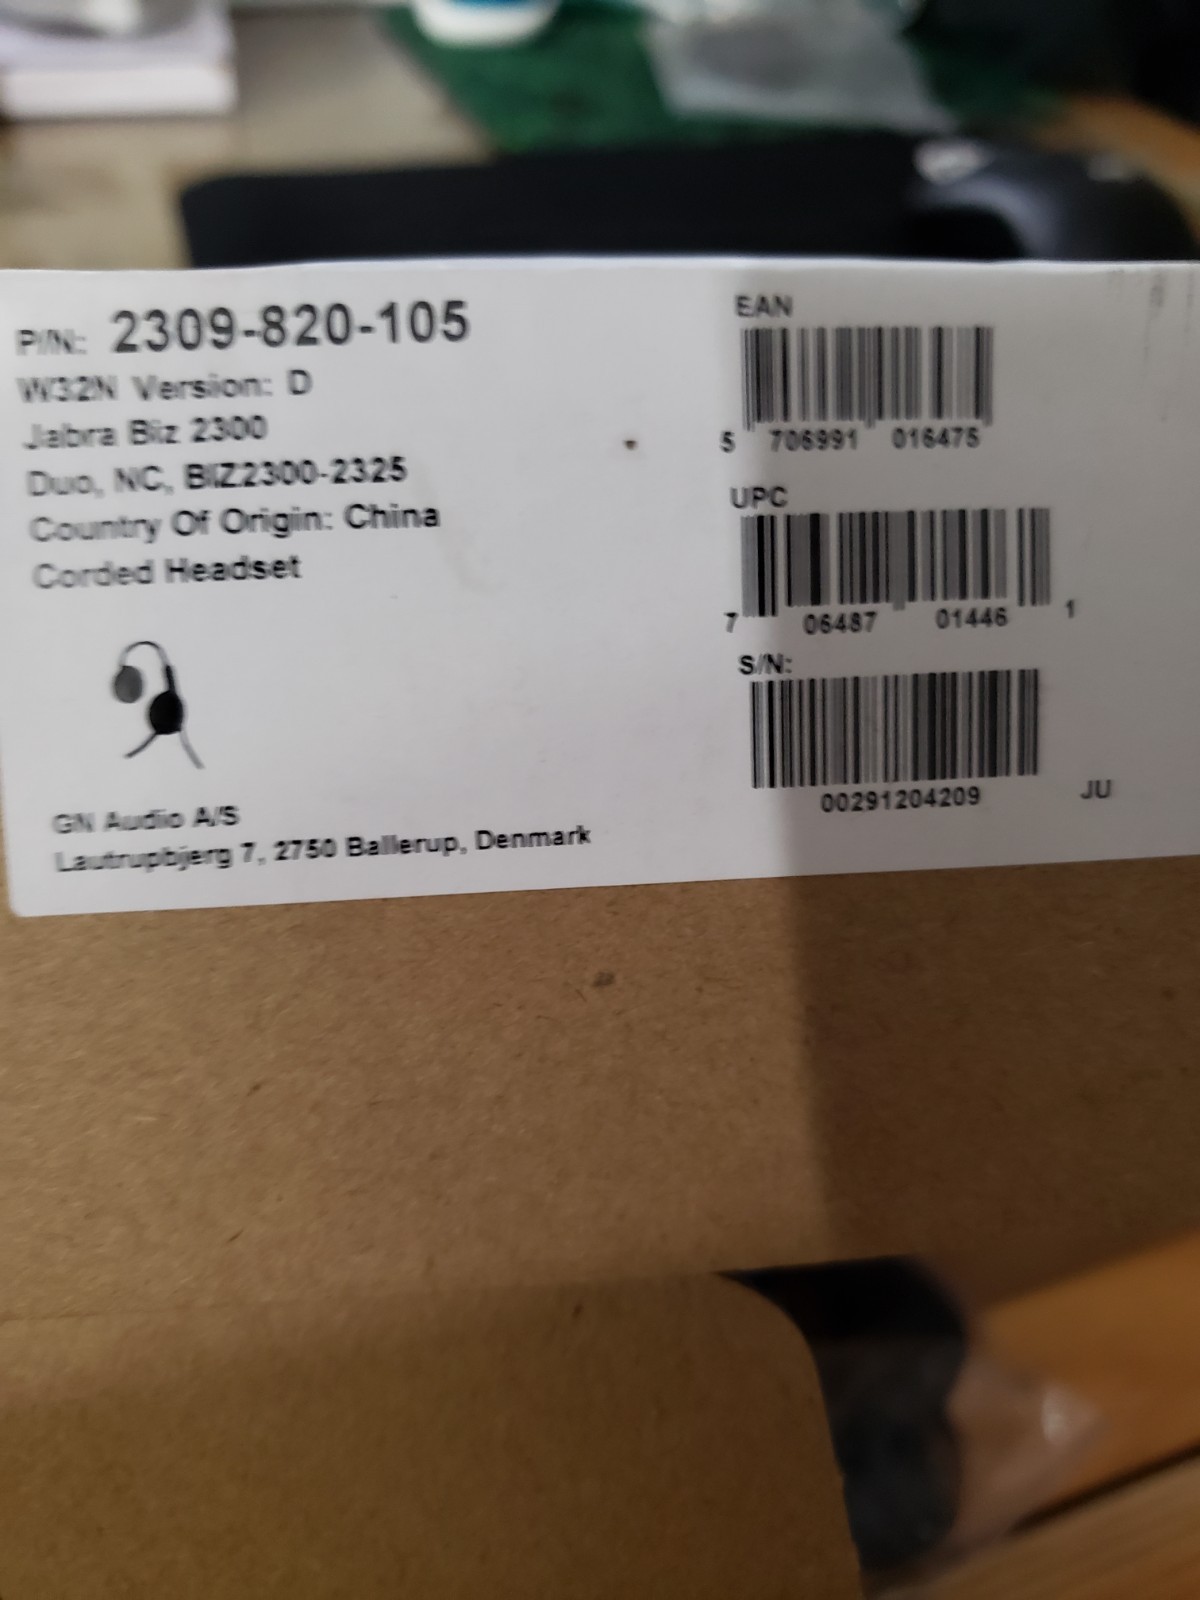 P/N: 2309-820-105
W32N Version: D
Jabra Biz 2300
Duo, NC, BIZ2300-2325
Country Of Origin: China
Corded Headset
GN Audio A/S
Lautrupbjerg 7, 2750 Ballerup, Denmark
EAN
5 706991 016475
UPC
7 06487 01446 1
S/N:
00291204209
JU